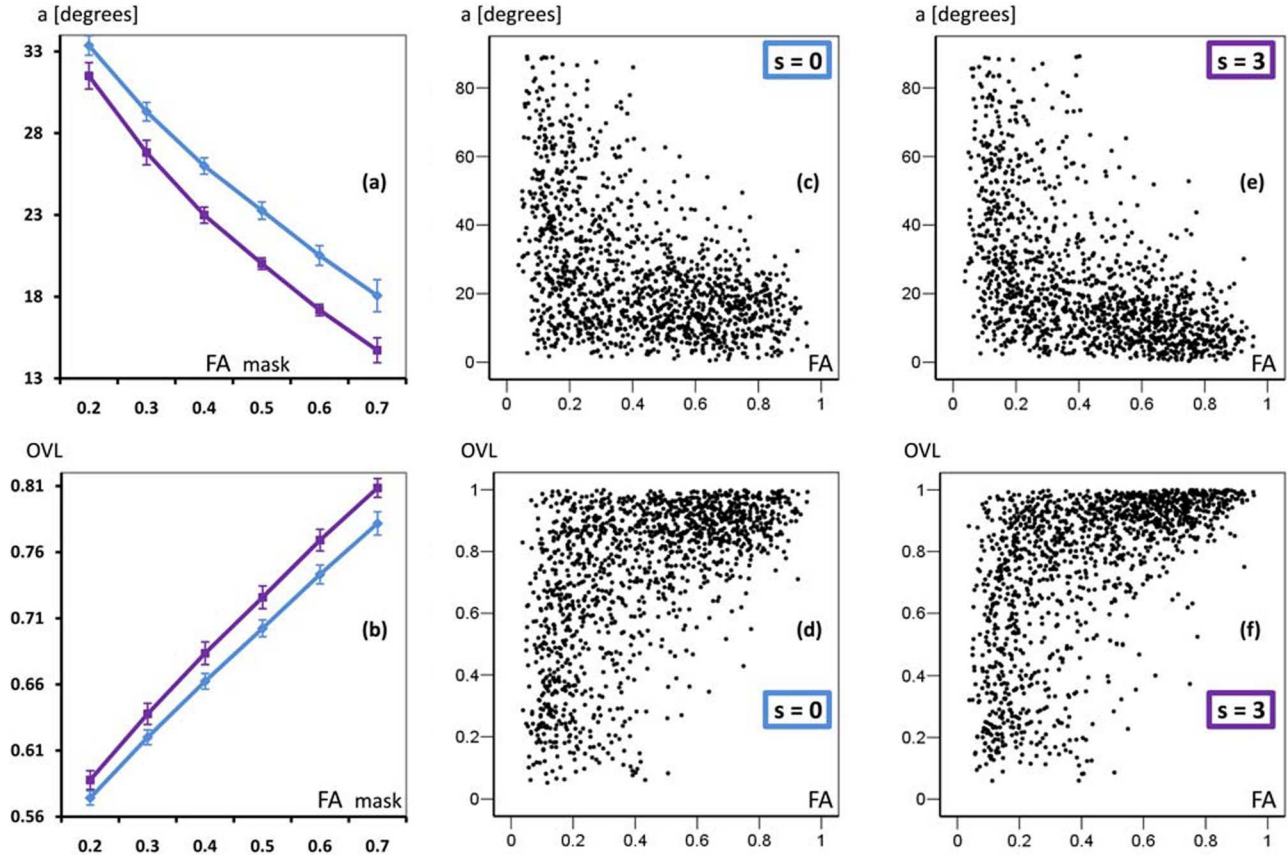 a [degrees]
33
28
23
18
13
(a)
FA mask
0.2 0.3 0.4 0.5 0.6 0.7
a [degrees]
s = 0
80
60
40
20
0
(c)
FA
0 0.2 0.4 0.6 0.8 1
a [degrees]
s = 3
80
60
40
20
0
(e)
FA
0 0.2 0.4 0.6 0.8 1
OVL
0.81
0.76
0.71
0.66
0.61
0.56
(b)
FA mask
0.2 0.3 0.4 0.5 0.6 0.7
OVL
1
0.8
0.6
0.4
0.2
0
(d)
s = 0
FA
0 0.2 0.4 0.6 0.8 1
OVL
1
0.8
0.6
0.4
0.2
0
(f)
s = 3
FA
0 0.2 0.4 0.6 0.8 1